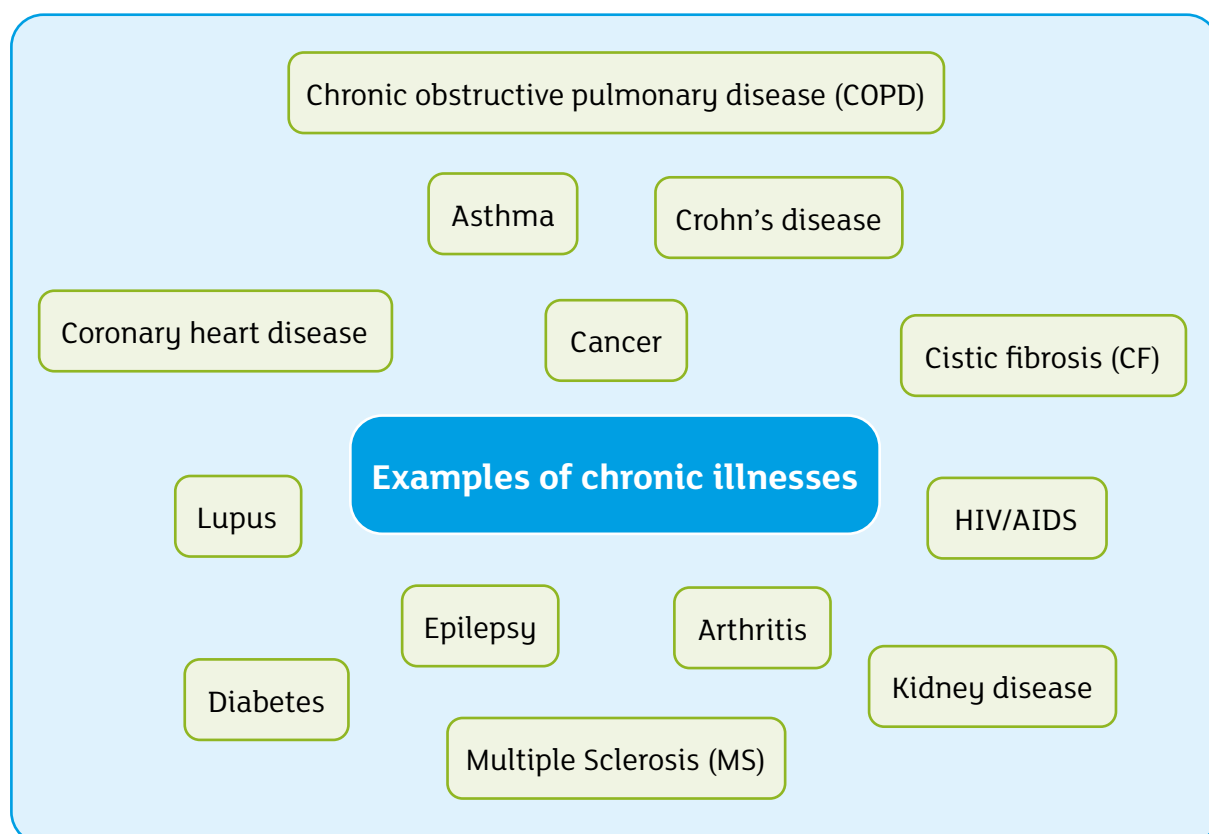 Chronic obstructive pulmonary disease (COPD)
Asthma
Crohn’s disease
Coronary heart disease
Cancer
Cistic fibrosis (CF)
Examples of chronic illnesses
Lupus
HIV/AIDS
Epilepsy
Arthritis
Diabetes
Kidney disease
Multiple Sclerosis (MS)